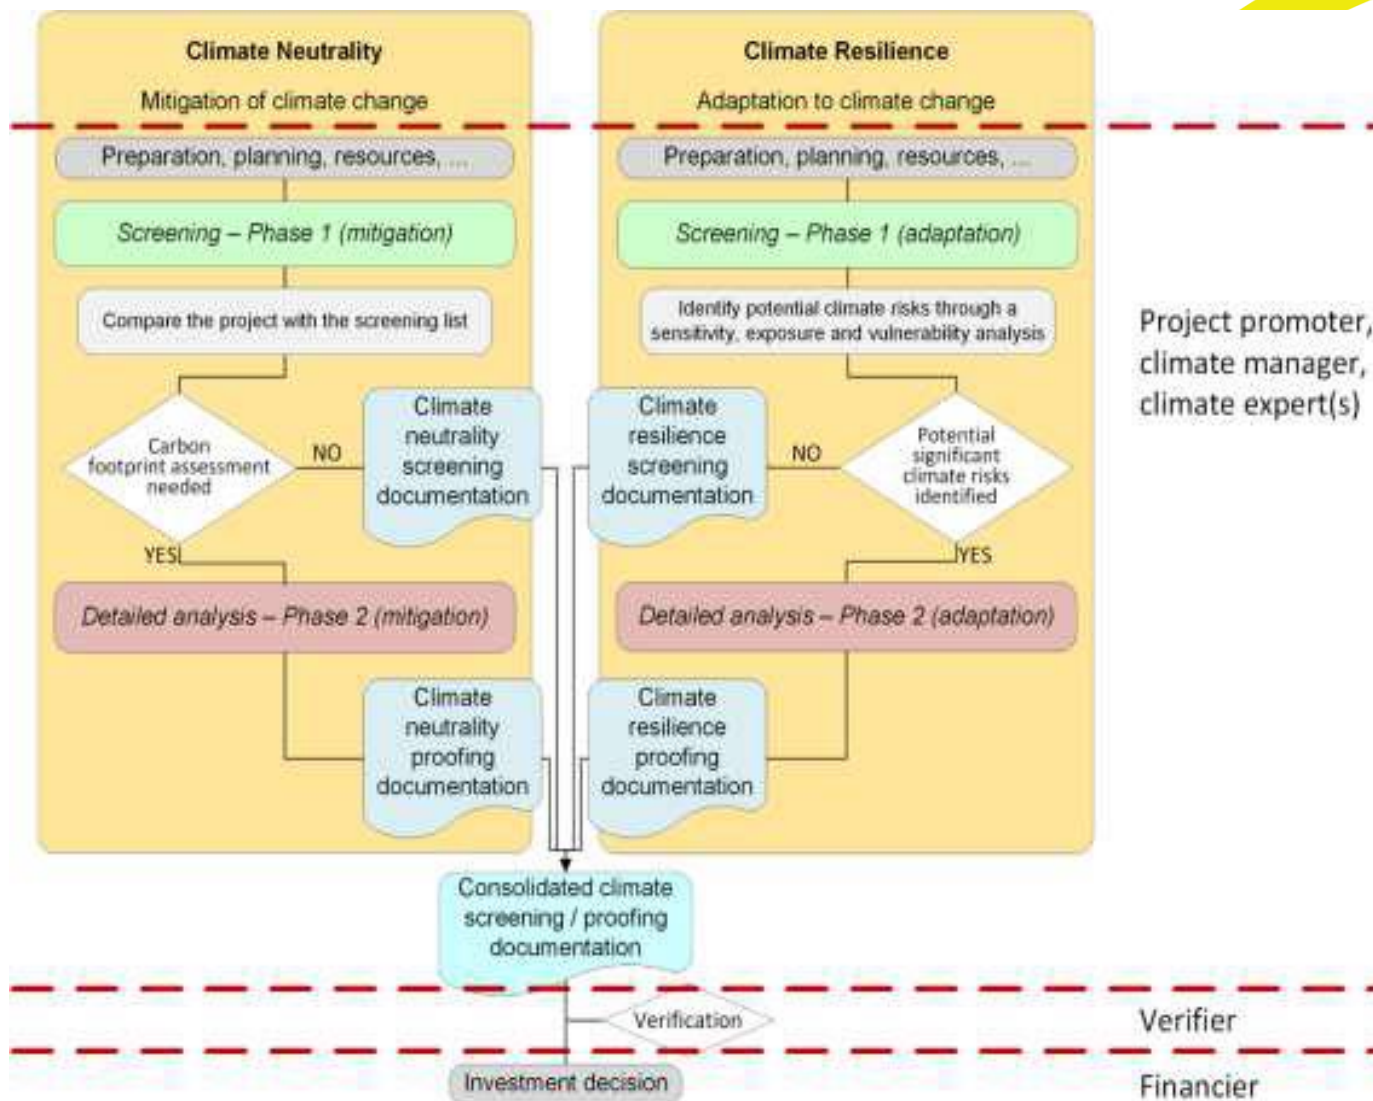 Climate Neutrality
Mitigation of climate change
Preparation, planning, resources, ...
Screening – Phase 1 (mitigation)
Compare the project with the screening list
Carbon
footprint assessment
needed
NO
YES
Climate
neutrality
screening
documentation
Detailed analysis – Phase 2 (mitigation)
Climate
neutrality
proofing
documentation
Climate Resilience
Adaptation to climate change
Preparation, planning, resources, ...
Screening – Phase 1 (adaptation)
Identify potential climate risks through a
sensitivity, exposure and vulnerability analysis
Climate
resilience
screening
documentation
NO
Potential
significant
climate risks
identified
YES
Detailed analysis – Phase 2 (adaptation)
Climate
resilience
proofing
documentation
Project promoter,
climate manager,
climate expert(s)
Consolidated climate
screening / proofing
documentation
Verification
Verifier
Investment decision
Financier